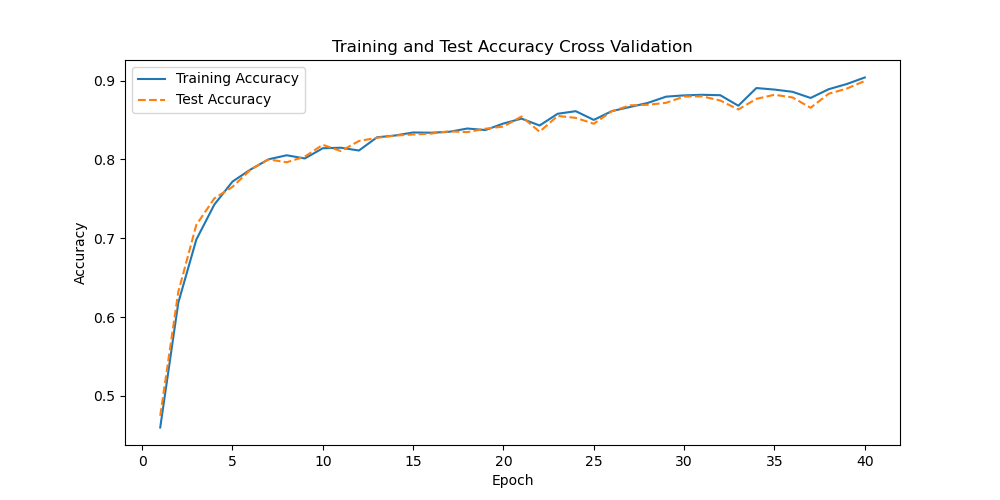 Training and Test Accuracy Cross Validation
Training Accuracy
Test Accuracy
0.9
0.8
0.7
0.6
0.5
Accuracy
0 5 10 15 20 25 30 35 40
Epoch